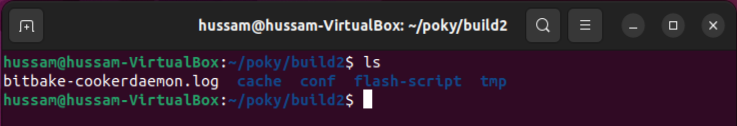 hussam@hussam-VirtualBox: ~/poky/build2
hussam@hussam-VirtualBox:~/poky/build2$ ls
bitbake-cookerdaemon.log  cache  conf  flash-script  tmp
hussam@hussam-VirtualBox:~/poky/build2$